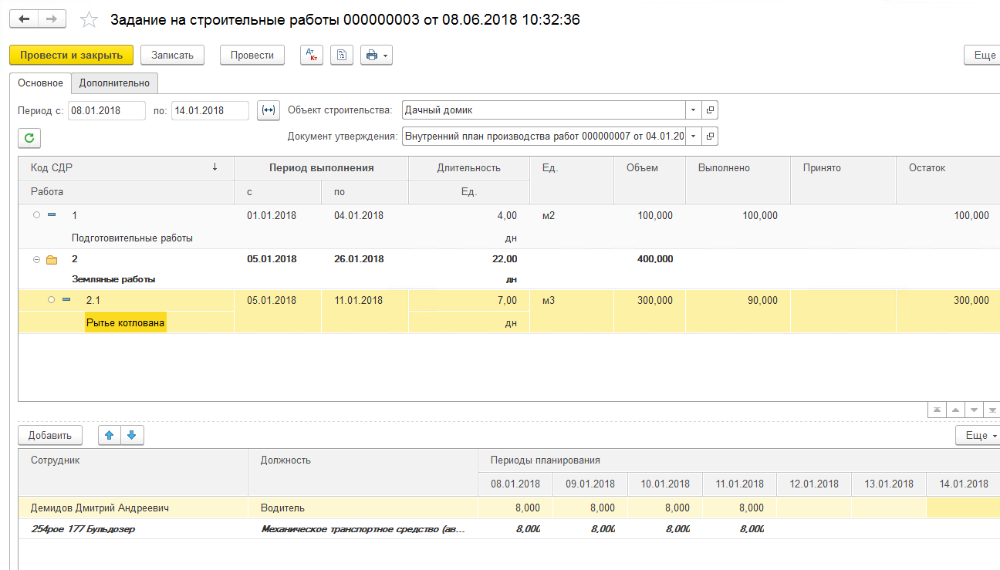 Задание на строительные работы 000000003 от 08.06.2018 10:32:36
Провести и закрыть Записать Провести Дт Кт Еще
Основное Дополнительно
Период с: 08.01.2018 по: 14.01.2018 Объект строительства: Дачный домик
Документ утверждения: Внутренний план производства работ 000000007 от 04.01.20
Код СДР Период выполнения Длительность Ед. Объем Выполнено Принято Остаток
Работа с по Ед.
1 01.01.2018 04.01.2018 4,00 м2 100,000 100,000 100,000
Подготовительные работы дн
2 05.01.2018 26.01.2018 22,00 400,000
Земляные работы дн
2.1 05.01.2018 11.01.2018 7,00 м3 300,000 90,000 300,000
Рытье котлована дн
Добавить Еще
Сотрудник Должность Периоды планирования
08.01.2018 09.01.2018 10.01.2018 11.01.2018 12.01.2018 13.01.2018 14.01.2018
Демидов Дмитрий Андреевич Водитель 8,000 8,000 8,000 8,000
254рое 177 Бульдозер Механическое транспортное средство (ав... 8,000 8,000 8,000 8,000